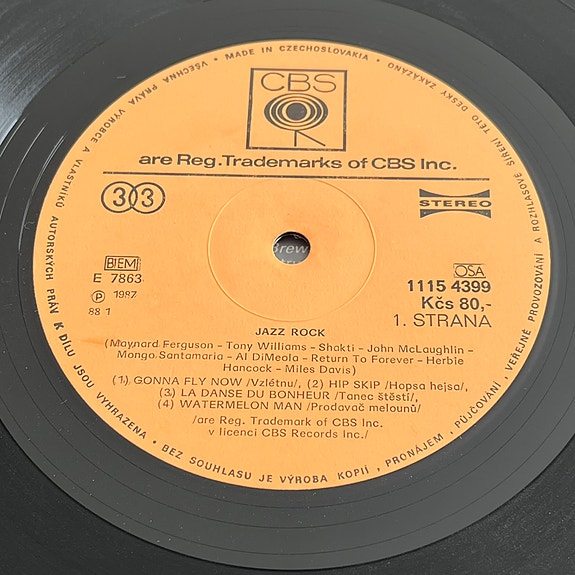 • VŠECHNA PRÁVA VÝROBCE A VLASTNÍKŮ AUTORSKÝCH PRÁV K DÍLU JSOU VYHRAZENA • BEZ SOUHLASU JE VÝROBA KOPIÍ, PRONÁJEM, PŮJČOVÁNÍ, VEŘEJNÉ PROVOZOVÁNÍ A ROZHLASOVÉ ŠÍŘENÍ TÉTO DESKY ZAKÁZÁNO •
MADE IN CZECHOSLOVAKIA
CBS
are Reg. Trademarks of CBS Inc.
33
STEREO
BIEM
E 7863
Ⓟ 1987
88 1
OSA
1115 4399
Kčs 80,-
1. STRANA
JAZZ ROCK
(Maynard Ferguson - Tony Williams - Shakti - John McLaughlin -
Mongo Santamaria - Al DiMeola - Return To Forever - Herbie
Hancock - Miles Davis)
(1) GONNA FLY NOW /Vzlétnu/, (2) HIP SKIP /Hopsa hejsa/,
(3) LA DANSE DU BONHEUR /Tanec štěstí/,
(4) WATERMELON MAN /Prodavač melounů/
/are Reg. Trademark of CBS Inc.
v licenci CBS Records Inc./